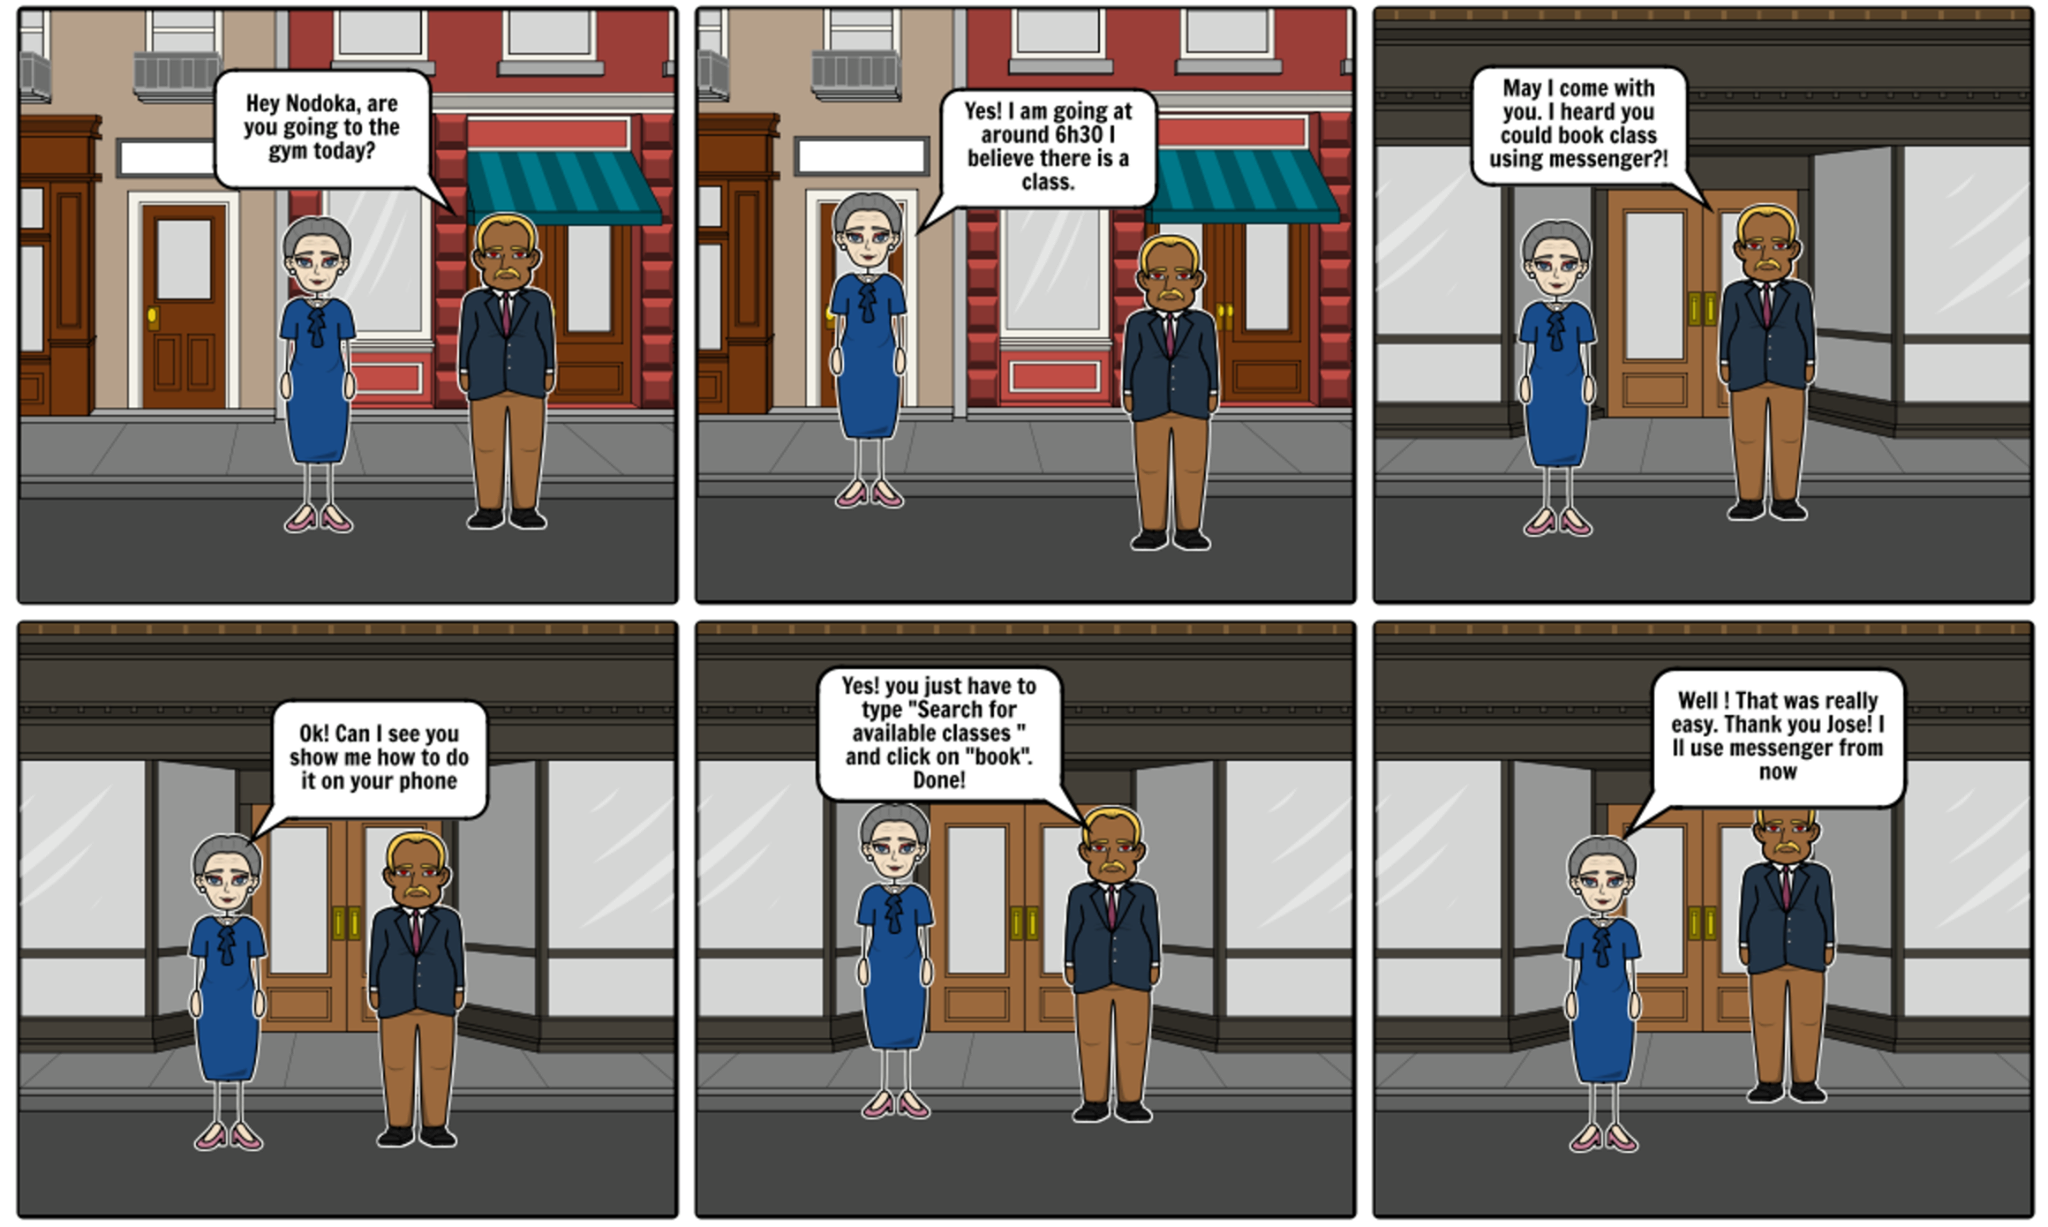 Hey Nodoka, are
you going to the
gym today?
Yes! I am going at
around 6h30 I
believe there is a
class.
May I come with
you. I heard you
could book class
using messenger?!
Ok! Can I see you
show me how to do
it on your phone
Yes! you just have to
type "Search for
available classes "
and click on "book".
Done!
Well ! That was really
easy. Thank you Jose! I
ll use messenger from
now